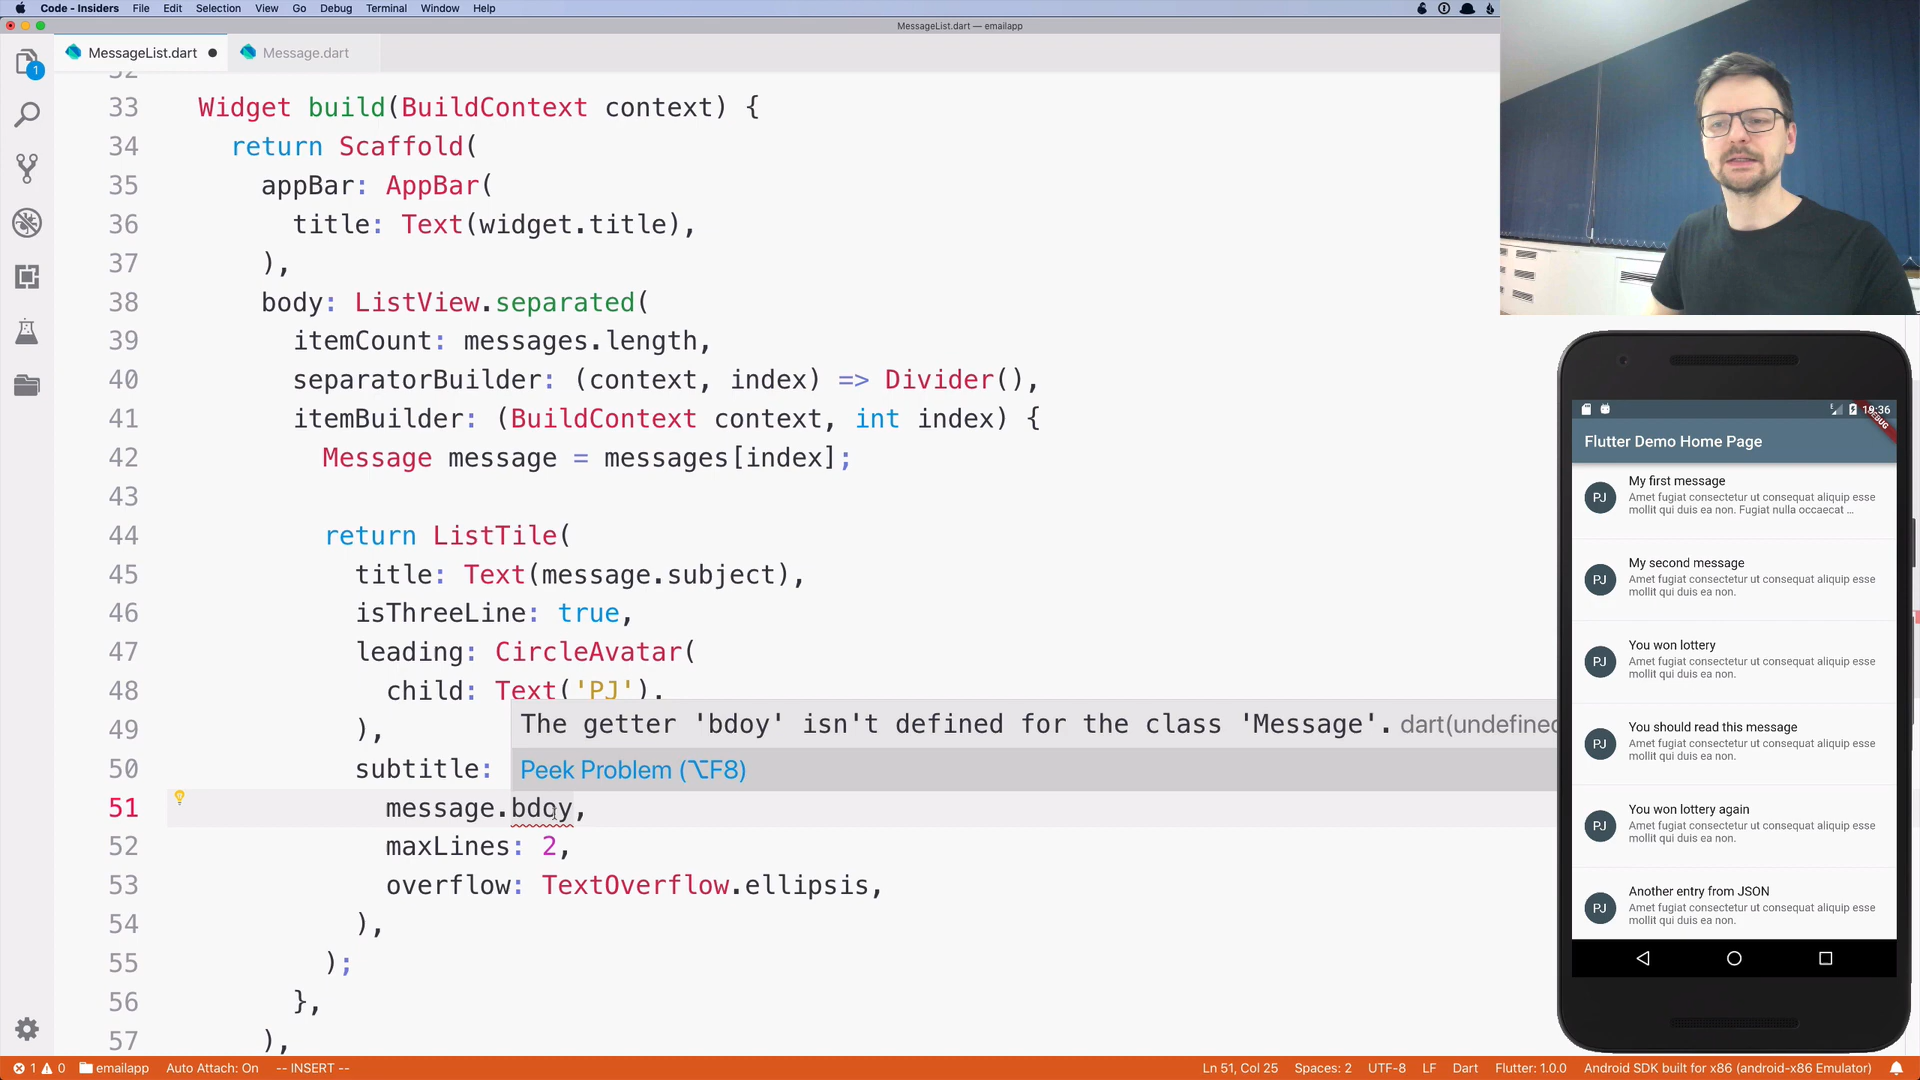 Code - Insiders File Edit Selection View Go Debug Terminal Window Help
MessageList.dart — emailapp
MessageList.dart Message.dart
1
32
33 Widget build(BuildContext context) {
34 return Scaffold(
35 appBar: AppBar(
36 title: Text(widget.title),
37 ),
38 body: ListView.separated(
39 itemCount: messages.length,
40 separatorBuilder: (context, index) => Divider(),
41 itemBuilder: (BuildContext context, int index) {
42 Message message = messages[index];
43
44 return ListTile(
45 title: Text(message.subject),
46 isThreeLine: true,
47 leading: CircleAvatar(
48 child: Text('PJ'),
49 ),
The getter 'bdoy' isn't defined for the class 'Message'. dart(undefined
50 subtitle:
Peek Problem (⌥F8)
51 message.bdoy,
52 maxLines: 2,
53 overflow: TextOverflow.ellipsis,
54 ),
55 );
56 },
57 ),
1 0 emailapp Auto Attach: On -- INSERT -- Ln 51, Col 25 Spaces: 2 UTF-8 LF Dart Flutter: 1.0.0 Android SDK built for x86 (android-x86 Emulator)
19:36
DEBUG
Flutter Demo Home Page
PJ
My first message
Amet fugiat consectetur ut consequat aliquip esse
mollit qui duis ea non. Fugiat nulla occaecat ...
PJ
My second message
Amet fugiat consectetur ut consequat aliquip esse
mollit qui duis ea non.
PJ
You won lottery
Amet fugiat consectetur ut consequat aliquip esse
mollit qui duis ea non.
PJ
You should read this message
Amet fugiat consectetur ut consequat aliquip esse
mollit qui duis ea non.
PJ
You won lottery again
Amet fugiat consectetur ut consequat aliquip esse
mollit qui duis ea non.
PJ
Another entry from JSON
Amet fugiat consectetur ut consequat aliquip esse
mollit qui duis ea non.